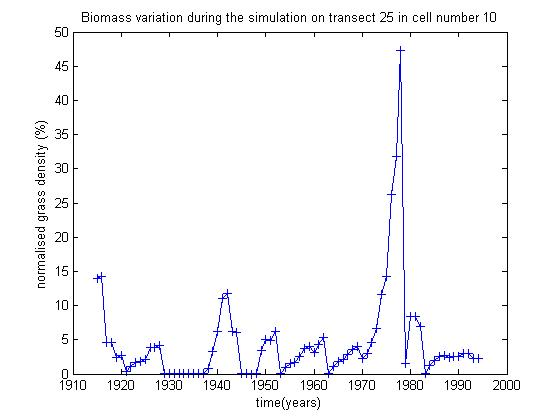 Biomass variation during the simulation on transect 25 in cell number 10
normalised grass density (%)
50
45
40
35
30
25
20
15
10
5
0
1910 1920 1930 1940 1950 1960 1970 1980 1990 2000
time(years)